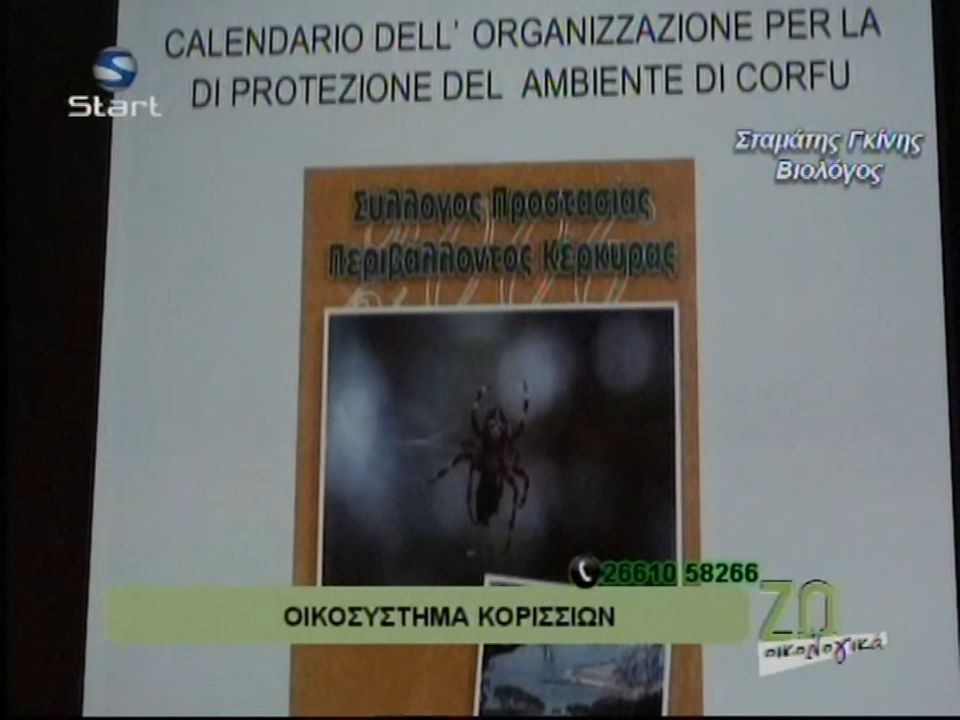 CALENDARIO DELL' ORGANIZZAZIONE PER LA
DI PROTEZIONE DEL AMBIENTE DI CORFU
Start
Σταμάτης Γκίνης
Βιολόγος
Σύλλογος Προστασίας
Περιβάλλοντος Κέρκυρας
26610 58266
ΟΙΚΟΣΥΣΤΗΜΑ ΚΟΡΙΣΣΙΩΝ
ΖΩ
οικολογικά